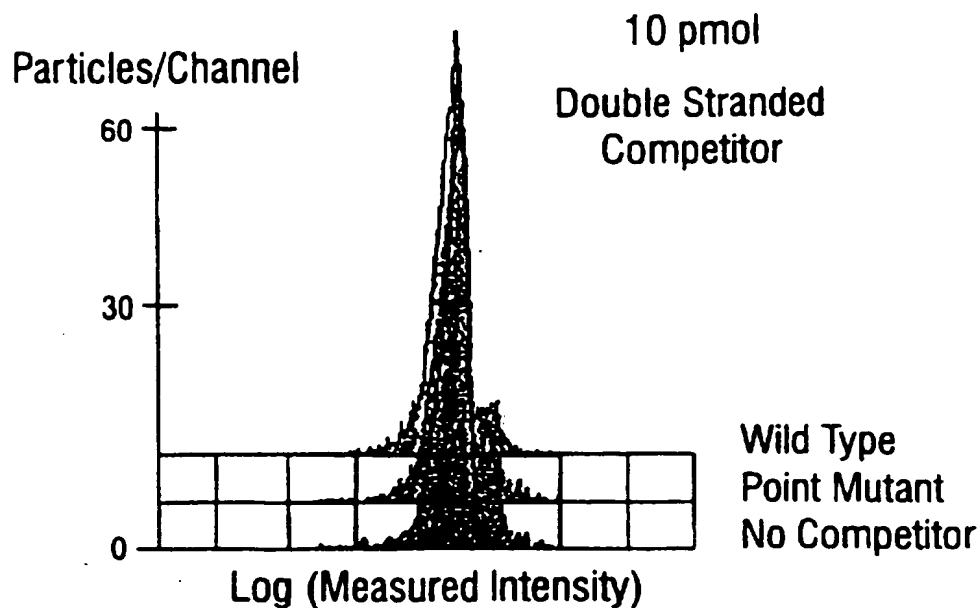 10 pmol
Particles/Channel
Double Stranded
Competitor
60
30
Wild Type
Point Mutant
No Competitor
0
Log (Measured Intensity)